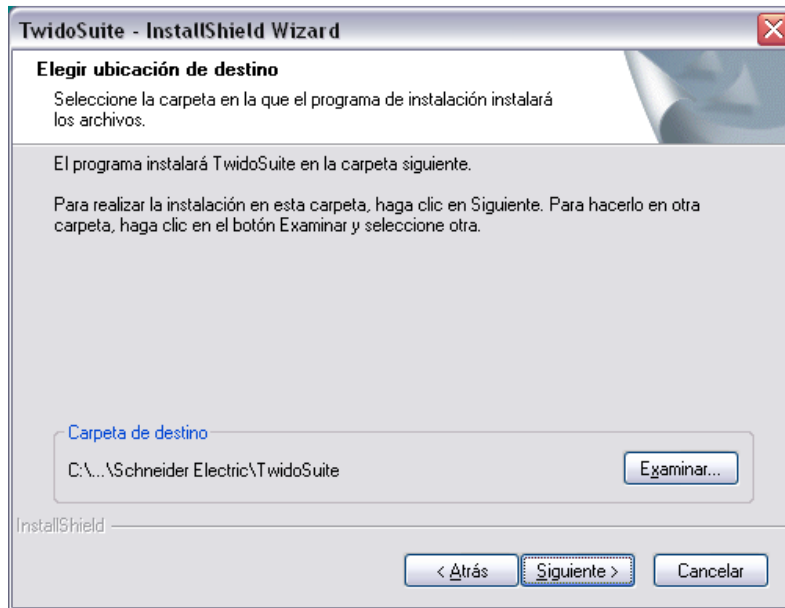 TwidoSuite - InstallShield Wizard
Elegir ubicación de destino
Seleccione la carpeta en la que el programa de instalación instalará
los archivos.
El programa instalará TwidoSuite en la carpeta siguiente.
Para realizar la instalación en esta carpeta, haga clic en Siguiente. Para hacerlo en otra
carpeta, haga clic en el botón Examinar y seleccione otra.
Carpeta de destino
C:\...\Schneider Electric\TwidoSuite
Examinar...
InstallShield
< Atrás
Siguiente >
Cancelar